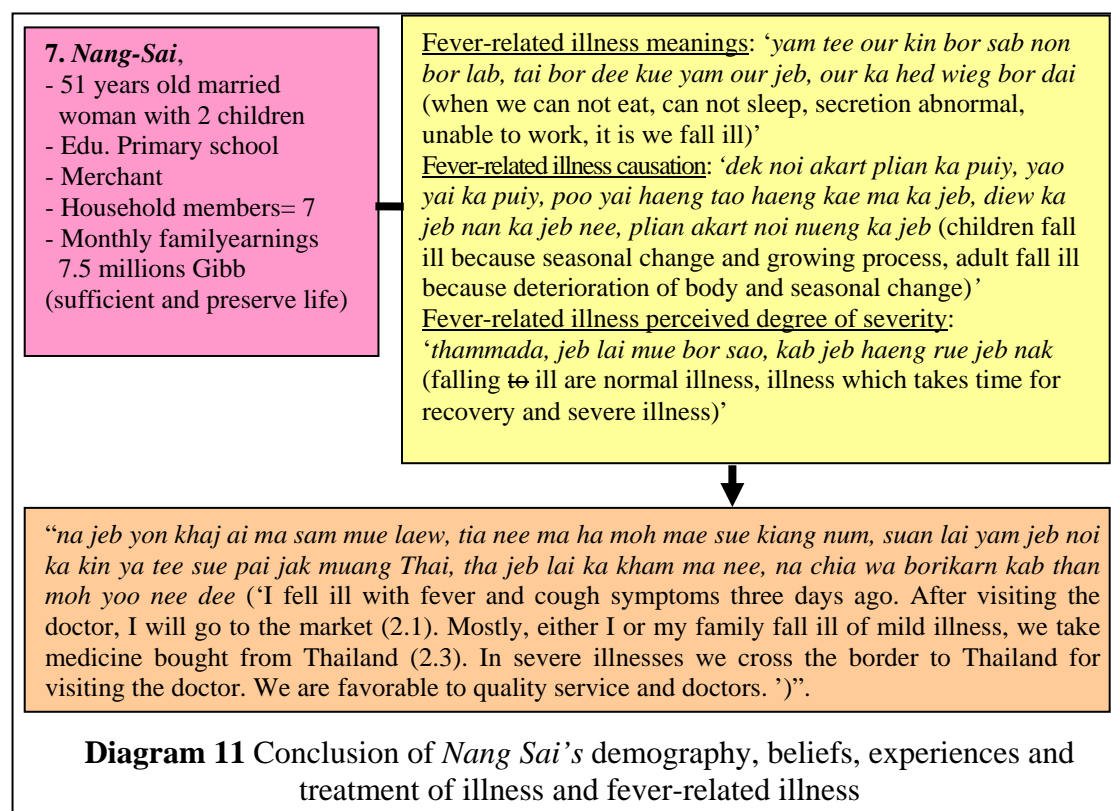 7. Nang-Sai,
- 51 years old married
woman with 2 children
- Edu. Primary school
- Merchant
- Household members= 7
- Monthly familyearnings
7.5 millions Gibb
(sufficient and preserve life)
Fever-related illness meanings: ‘yam tee our kin bor sab non
bor lab, tai bor dee kue yam our jeb, our ka hed wieg bor dai
(when we can not eat, can not sleep, secretion abnormal,
unable to work, it is we fall ill)’
Fever-related illness causation: ‘dek noi akart plian ka puiy, yao
yai ka puiy, poo yai haeng tao haeng kae ma ka jeb, diew ka
jeb nan ka jeb nee, plian akart noi nueng ka jeb (children fall
ill because seasonal change and growing process, adult fall ill
because deterioration of body and seasonal change)’
Fever-related illness perceived degree of severity:
‘thammada, jeb lai mue bor sao, kab jeb haeng rue jeb nak
(falling to ill are normal illness, illness which takes time for
recovery and severe illness)’
“na jeb yon khaj ai ma sam mue laew, tia nee ma ha moh mae sue kiang num, suan lai yam jeb noi
ka kin ya tee sue pai jak muang Thai, tha jeb lai ka kham ma nee, na chia wa borikarn kab than
moh yoo nee dee (‘I fell ill with fever and cough symptoms three days ago. After visiting the
doctor, I will go to the market (2.1). Mostly, either I or my family fall ill of mild illness, we take
medicine bought from Thailand (2.3). In severe illnesses we cross the border to Thailand for
visiting the doctor. We are favorable to quality service and doctors. ’)”.
Diagram 11 Conclusion of Nang Sai’s demography, beliefs, experiences and
treatment of illness and fever-related illness